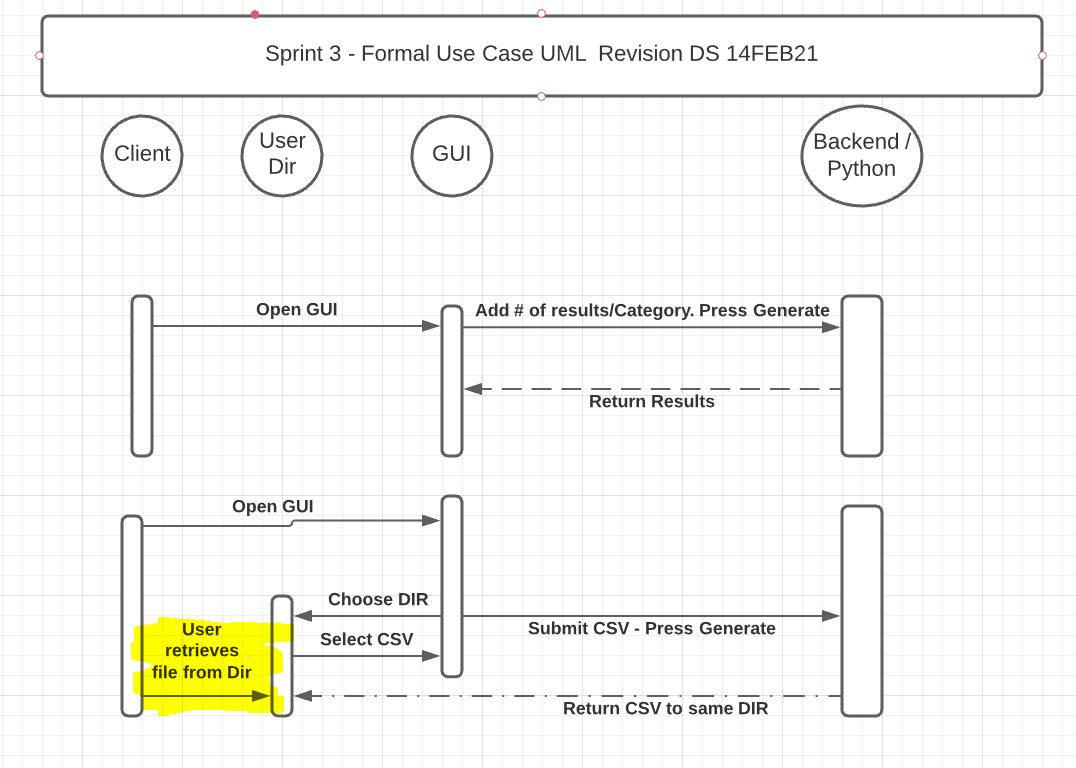 Sprint 3 - Formal Use Case UML  Revision DS 14FEB21
Client
User
Dir
GUI
Backend /
Python
Open GUI
Add # of results/Category. Press Generate
Return Results
Open GUI
Choose DIR
Submit CSV - Press Generate
User
retrieves
file from Dir
Select CSV
Return CSV to same DIR